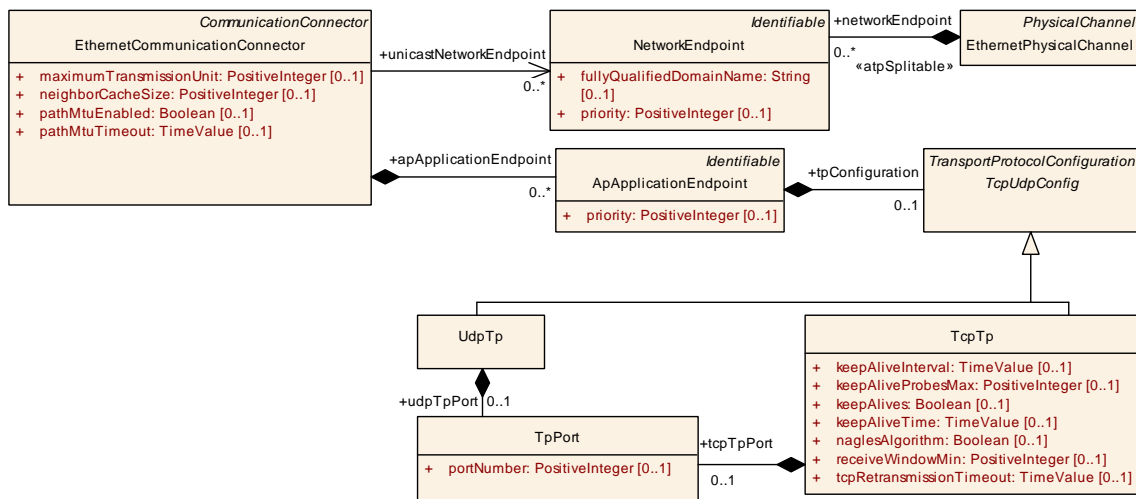 CommunicationConnector
EthernetCommunicationConnector
+ maximumTransmissionUnit: PositiveInteger [0..1]
+ neighborCacheSize: PositiveInteger [0..1]
+ pathMtuEnabled: Boolean [0..1]
+ pathMtuTimeout: TimeValue [0..1]
+unicastNetworkEndpoint
0..*
Identifiable
NetworkEndpoint
+ fullyQualifiedDomainName: String
[0..1]
+ priority: PositiveInteger [0..1]
+networkEndpoint
0..*
«atpSplitable»
PhysicalChannel
EthernetPhysicalChannel
+apApplicationEndpoint
0..*
Identifiable
ApApplicationEndpoint
+ priority: PositiveInteger [0..1]
+tpConfiguration
0..1
TransportProtocolConfiguration
TcpUdpConfig
UdpTp
+udpTpPort 0..1
TpPort
+ portNumber: PositiveInteger [0..1]
+tcpTpPort
0..1
TcpTp
+ keepAliveInterval: TimeValue [0..1]
+ keepAliveProbesMax: PositiveInteger [0..1]
+ keepAlives: Boolean [0..1]
+ keepAliveTime: TimeValue [0..1]
+ naglesAlgorithm: Boolean [0..1]
+ receiveWindowMin: PositiveInteger [0..1]
+ tcpRetransmissionTimeout: TimeValue [0..1]